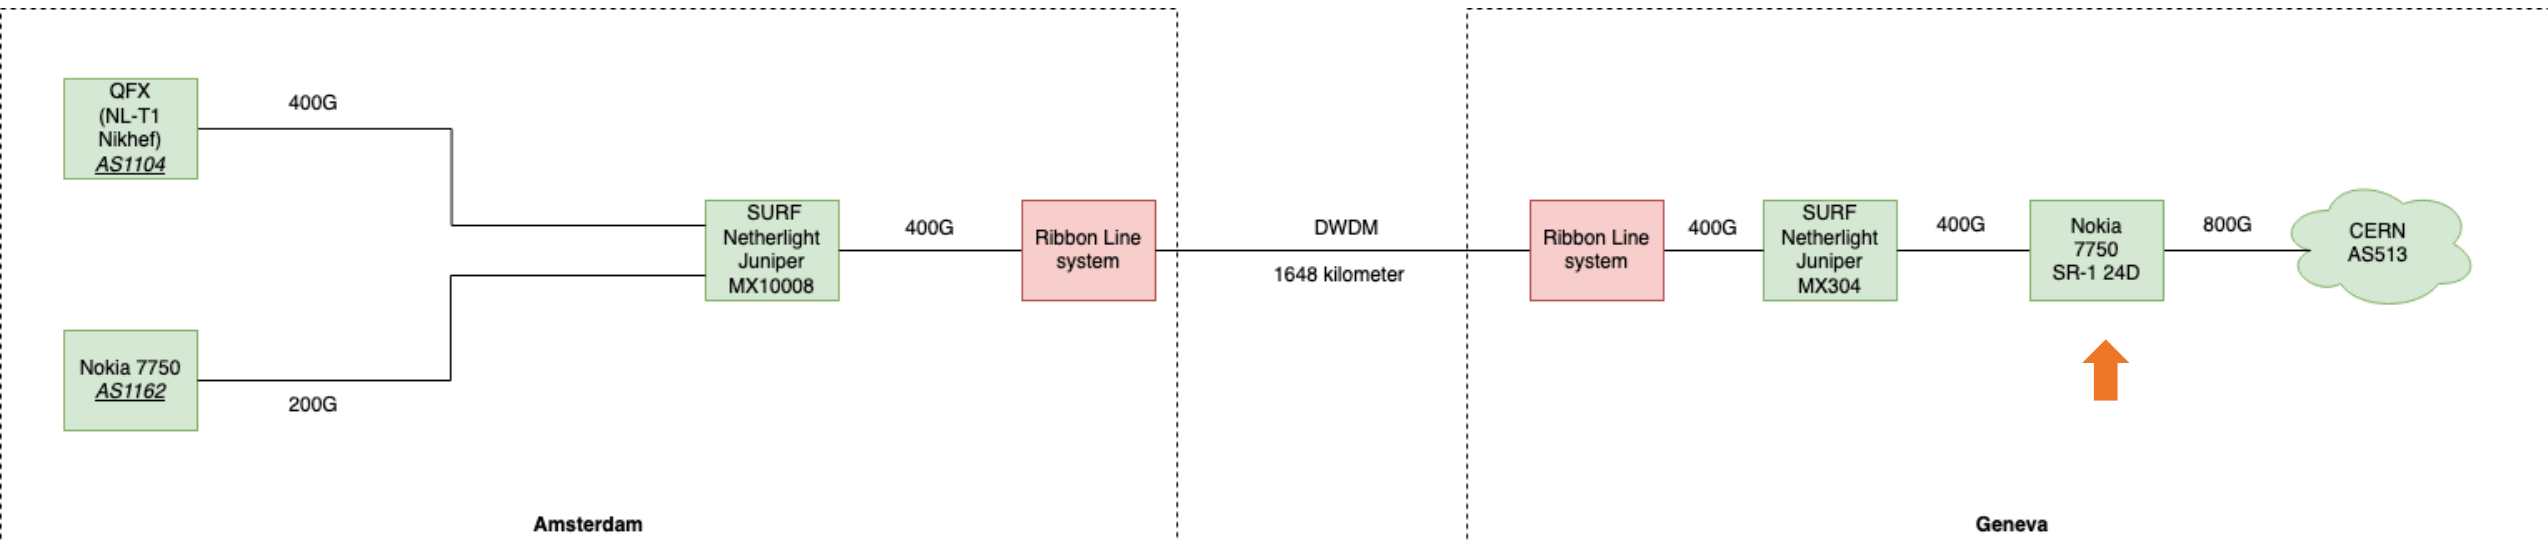 QFX
(NL-T1
Nikhef)
AS1104
400G
Nokia 7750
AS1162
200G
SURF
Netherlight
Juniper
MX10008
400G
Ribbon Line
system
DWDM
1648 kilometer
Ribbon Line
system
400G
SURF
Netherlight
Juniper
MX304
400G
Nokia
7750
SR-1 24D
800G
CERN
AS513
Amsterdam
Geneva